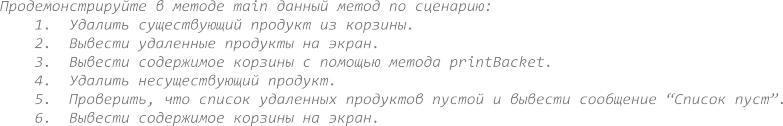 Продемонстрируйте в методе main данный метод по сценарию:
1. Удалить существующий продукт из корзины.
2. Вывести удаленные продукты на экран.
3. Вывести содержимое корзины с помощью метода printBacket.
4. Удалить несуществующий продукт.
5. Проверить, что список удаленных продуктов пустой и вывести сообщение “Список пуст”.
6. Вывести содержимое корзины на экран.